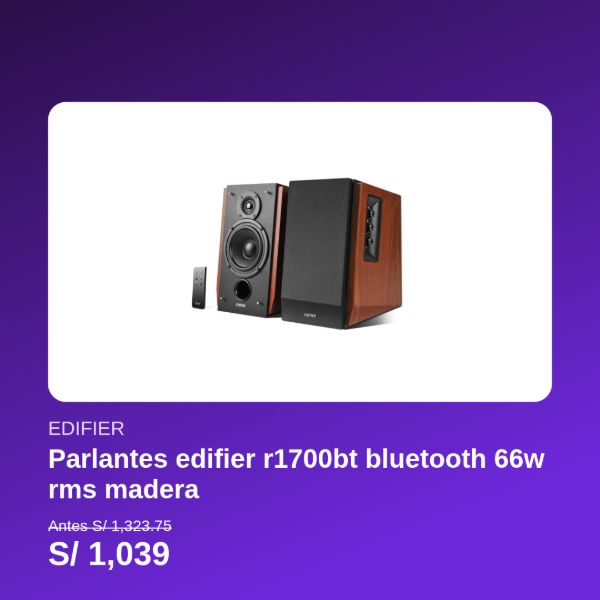 EDIFIER
Parlantes edifier r1700bt bluetooth 66w
rms madera
Antes S/ 1,323.75
S/ 1,039